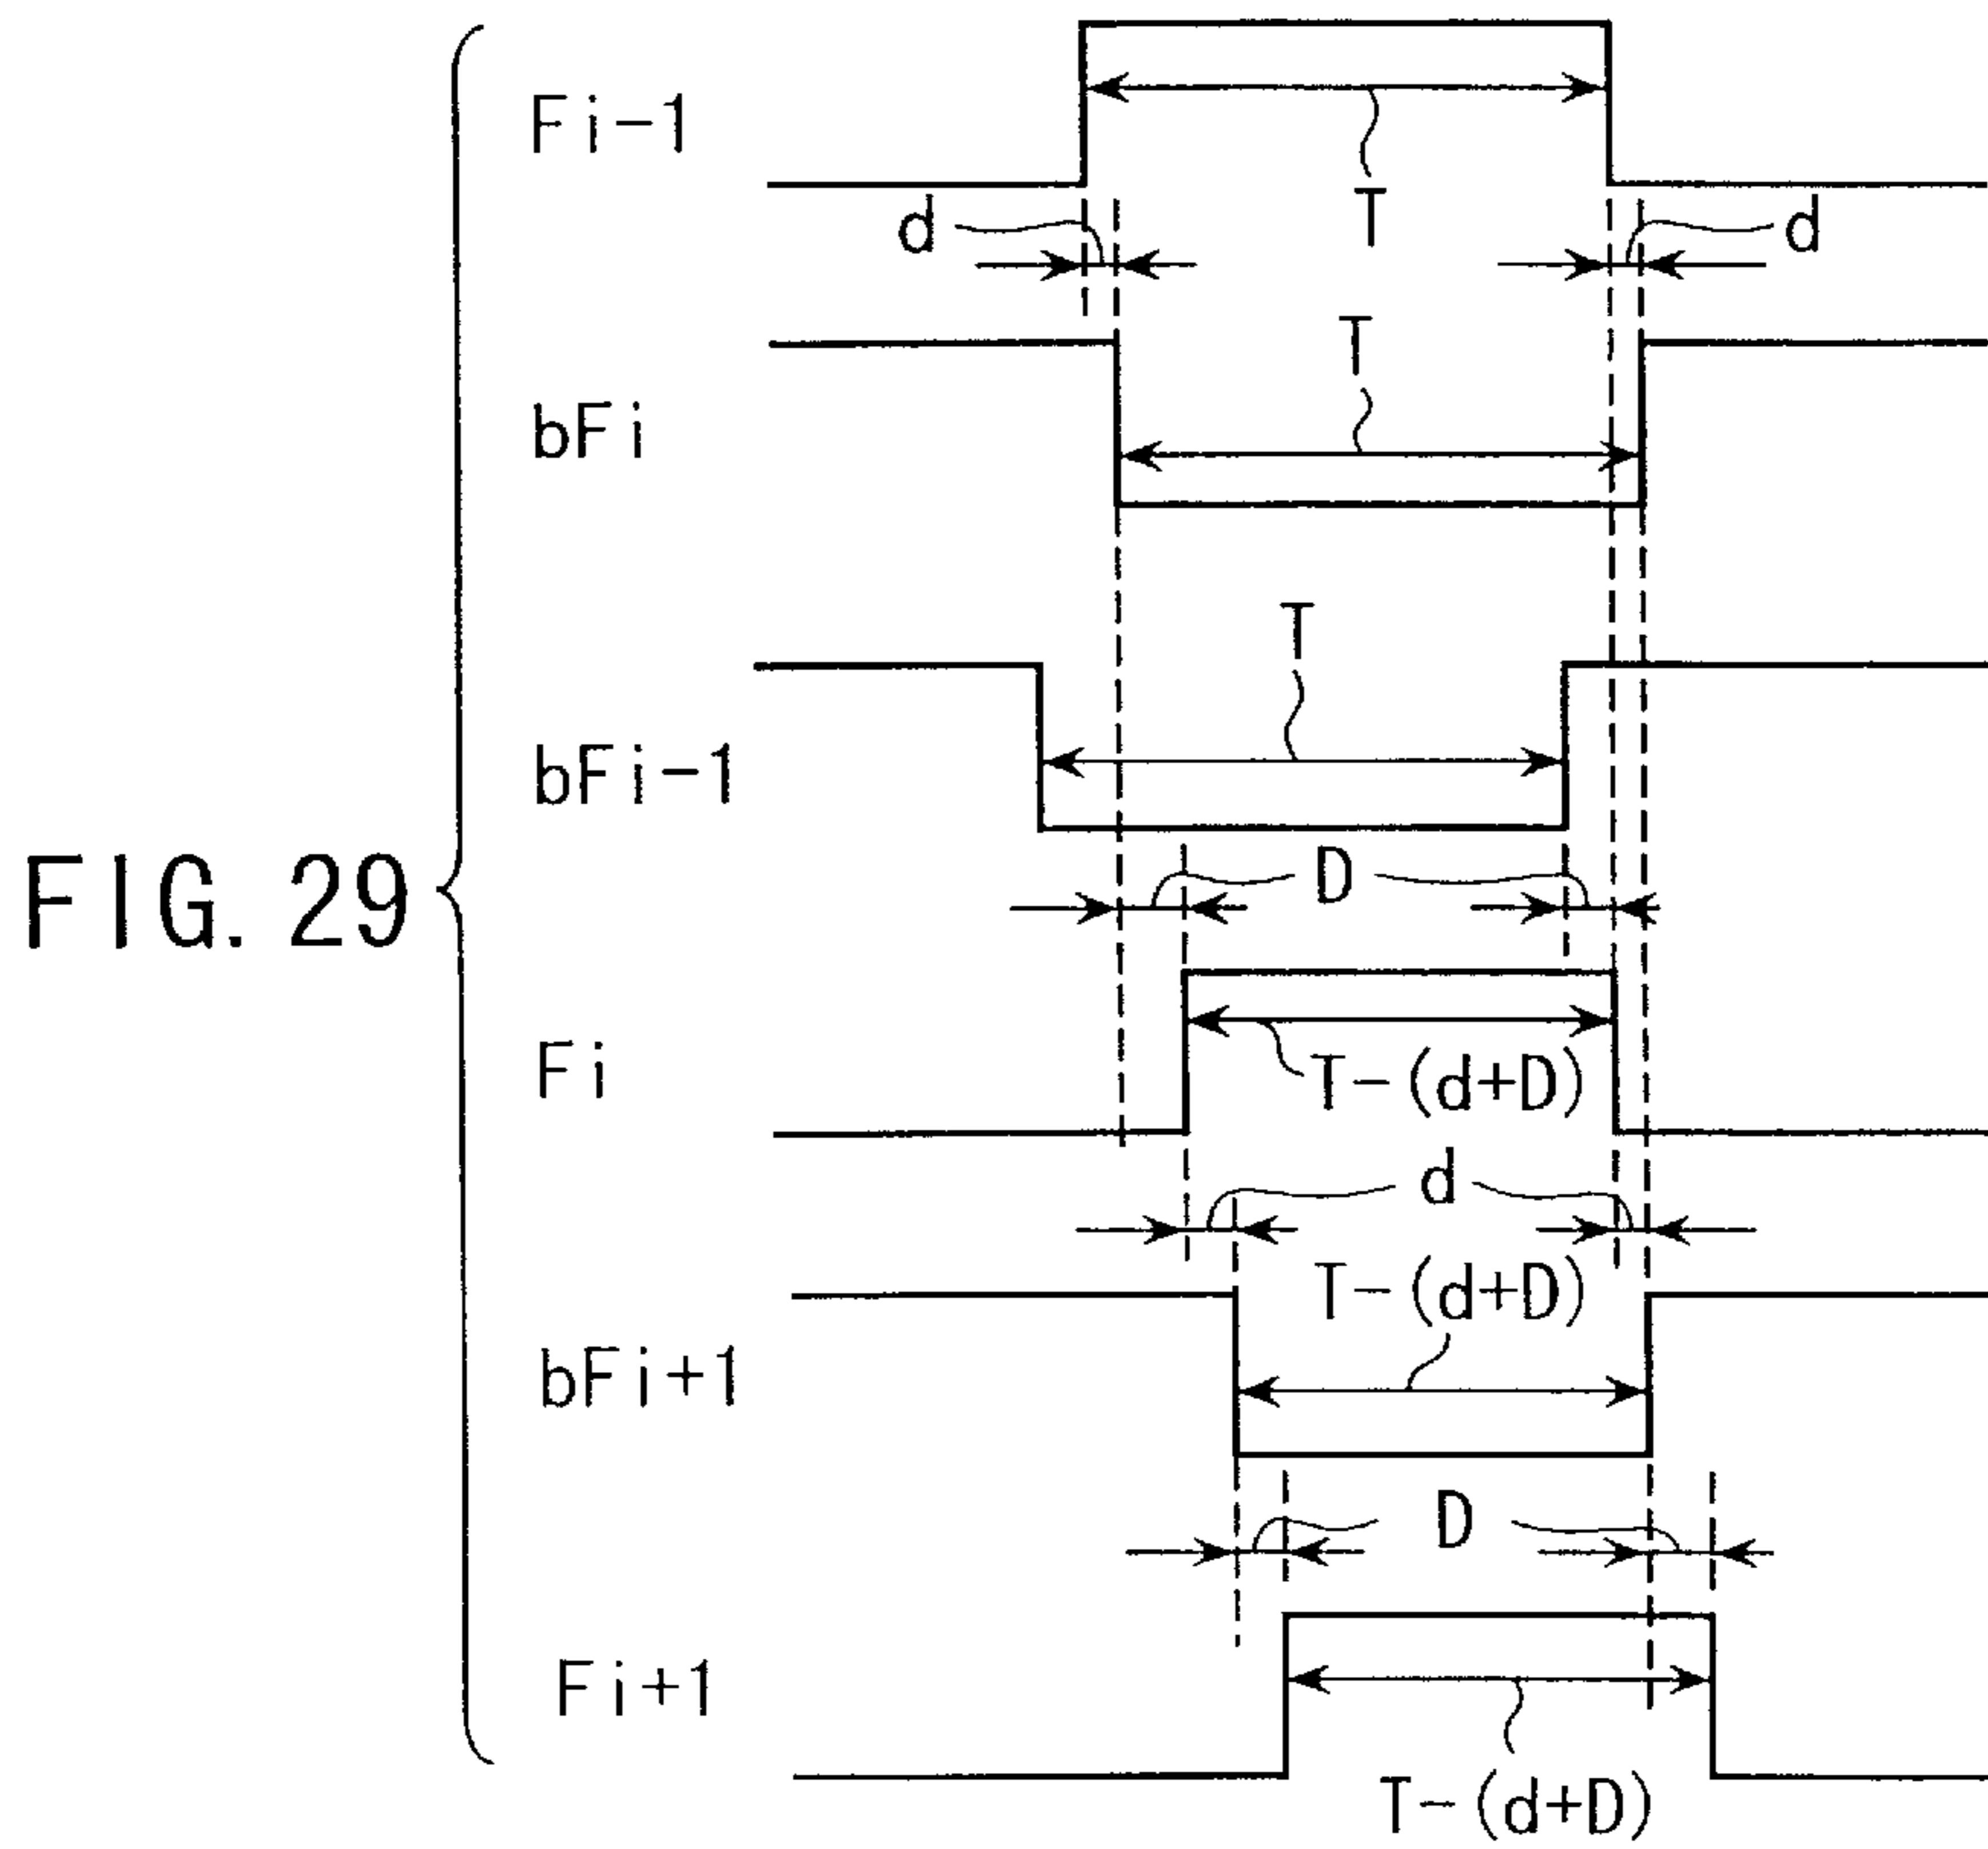 Fi-1
T
d
d
T
bFi
T
bFi-1
D
FIG. 29
Fi
T-(d+D)
d
T-(d+D)
bFi+1
D
Fi+1
T-(d+D)